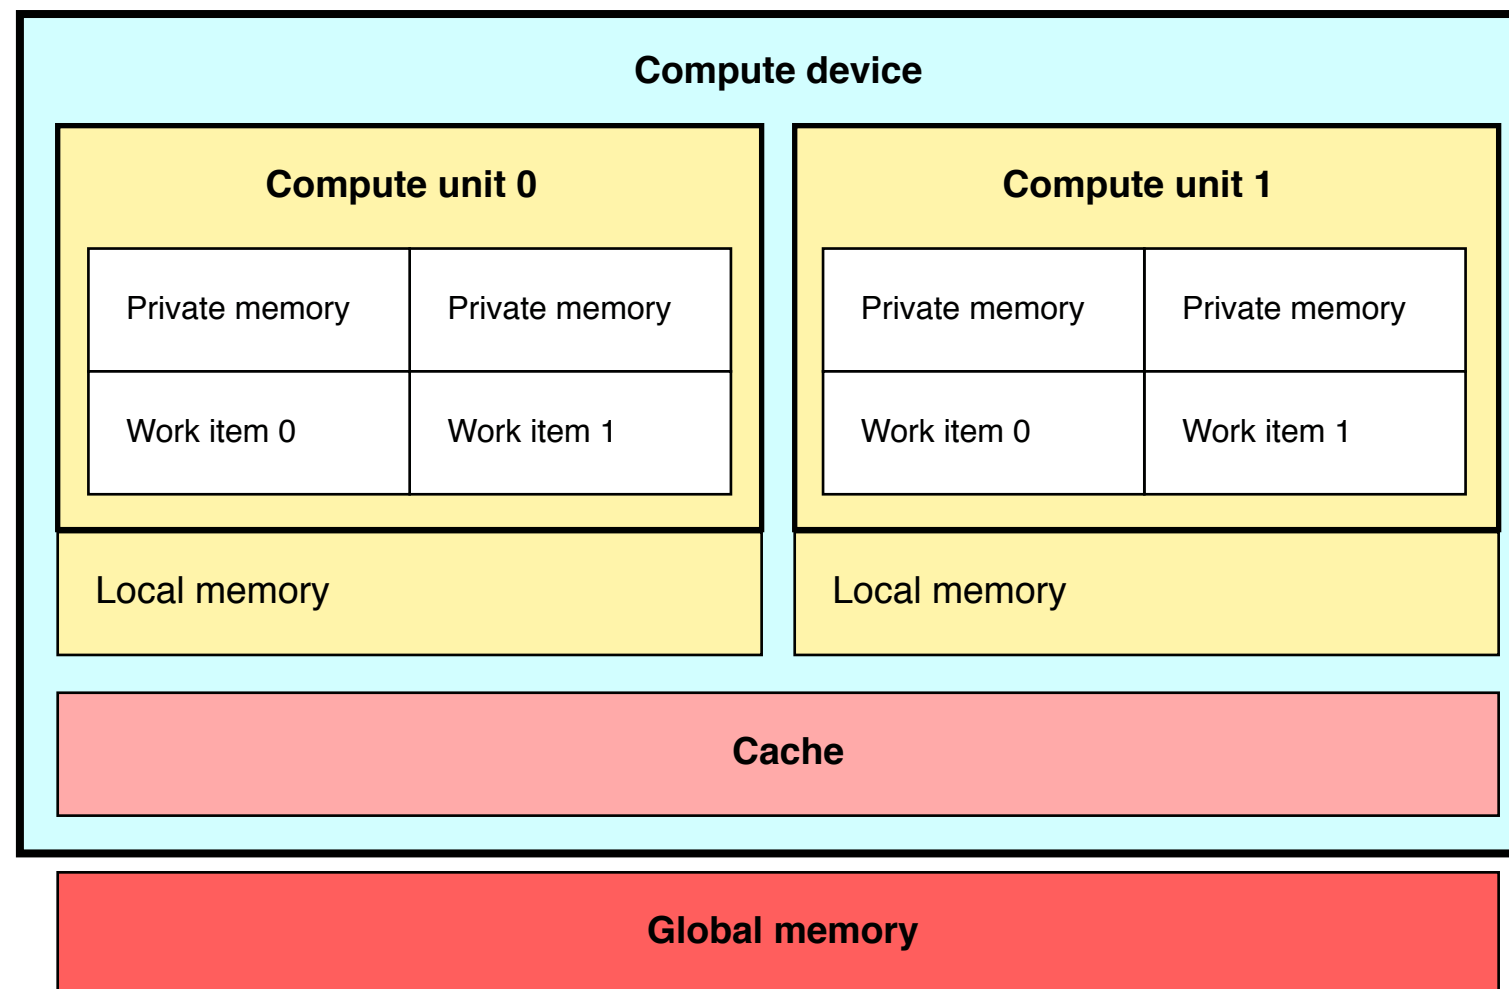 Compute device
Compute unit 0
Compute unit 1
Private memory
Private memory
Private memory
Private memory
Work item 0
Work item 1
Work item 0
Work item 1
Local memory
Local memory
Cache
Global memory